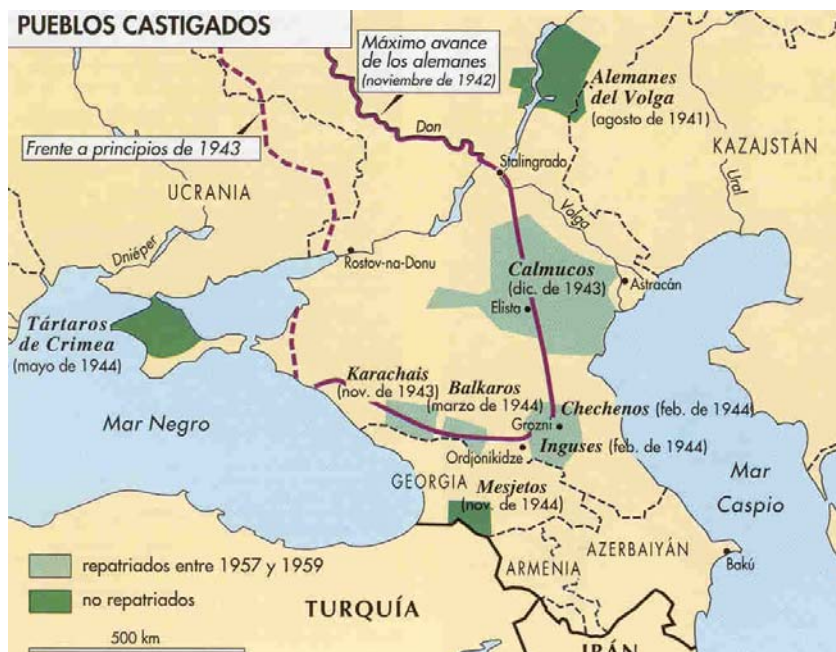 PUEBLOS CASTIGADOS
Máximo avance
de los alemanes
(noviembre de 1942)
Alemanes
del Volga
(agosto de 1941)
KAZAJSTÁN
Don
Frente a principios de 1943
Stalingrado
Ural
UCRANIA
Volga
Dniéper
Rostov-na-Donu
Calmucos
(dic. de 1943)
Astracán
Elista
Tártaros
de Crimea
(mayo de 1944)
Karachais
(nov. de 1943)
Balkaros
(marzo de 1944)
Chechenos (feb. de 1944)
Grozni
Mar Negro
Inguses (feb. de 1944)
Ordjonikidze
Mar
Caspio
GEORGIA
Mesjetos
(nov. de 1944)
AZERBAIYÁN
repatriados entre 1957 y 1959
ARMENIA
Bakú
no repatriados
TURQUÍA
500 km
IRÁN